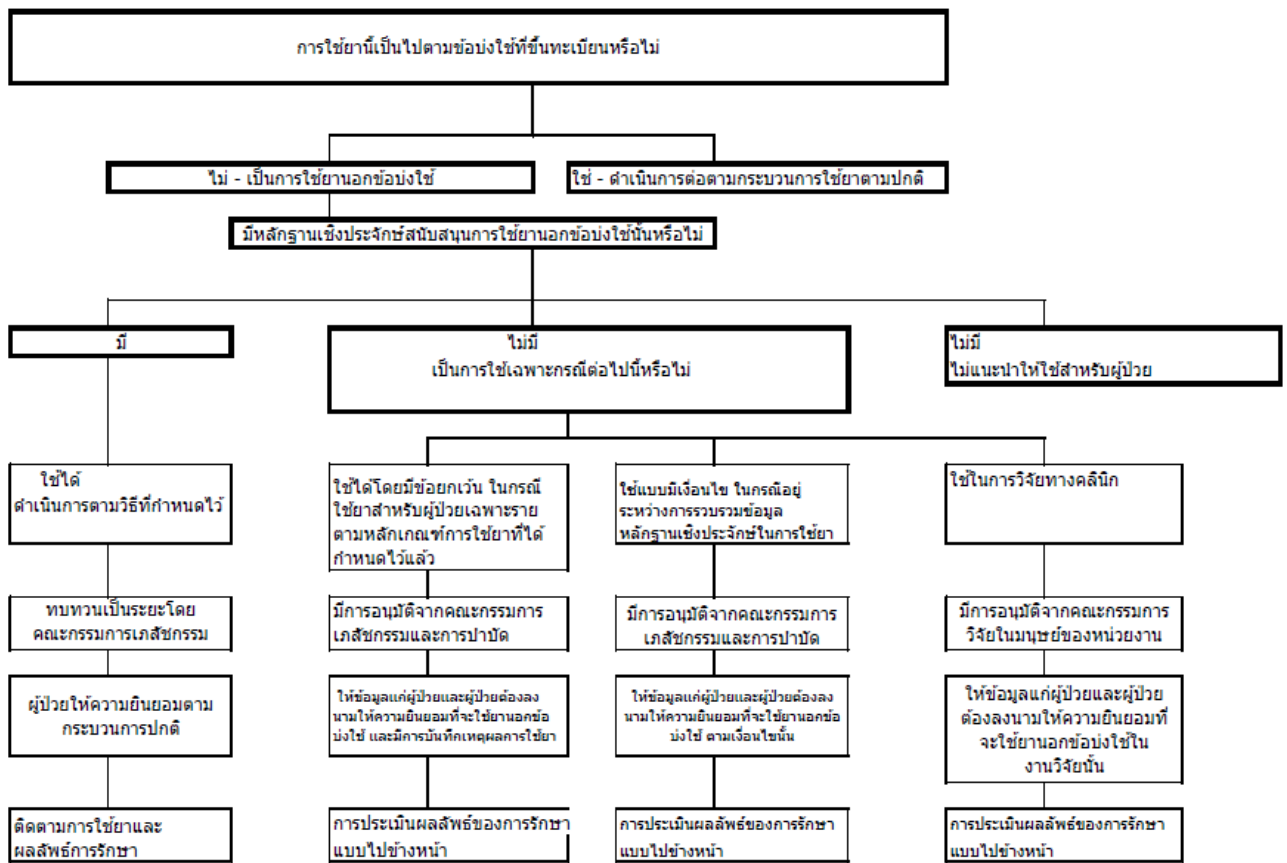 การใช้ยานี้เป็นไปตามข้อบ่งใช้ที่ขึ้นทะเบียนหรือไม่
ไม่ - เป็นการใช้ยานอกข้อบ่งใช้
ใช่ - ดำเนินการต่อตามกระบวนการใช้ยาตามปกติ
มีหลักฐานเชิงประจักษ์สนับสนุนการใช้ยานอกข้อบ่งใช้นั้นหรือไม่
มี
ไม่มี
เป็นการใช้เฉพาะกรณีต่อไปนี้หรือไม่
ไม่มี
ไม่แนะนำให้ใช้สำหรับผู้ป่วย
ใช้ได้
ดำเนินการตามวิธีที่กำหนดไว้
ใช้ได้โดยมีข้อยกเว้น ในกรณี
ใช้ยาสำหรับผู้ป่วยเฉพาะราย
ตามหลักเกณฑ์การใช้ยาที่ได้
กำหนดไว้แล้ว
ใช้แบบมีเงื่อนไข ในกรณีอยู่
ระหว่างการรวบรวมข้อมูล
หลักฐานเชิงประจักษ์ในการใช้ยา
ใช้ในการวิจัยทางคลินิก
ทบทวนเป็นระยะโดย
คณะกรรมการเภสัชกรรม
มีการอนุมัติจากคณะกรรมการ
เภสัชกรรมและการบำบัด
มีการอนุมัติจากคณะกรรมการ
เภสัชกรรมและการบำบัด
มีการอนุมัติจากคณะกรรมการ
วิจัยในมนุษย์ของหน่วยงาน
ผู้ป่วยให้ความยินยอมตาม
กระบวนการปกติ
ให้ข้อมูลแก่ผู้ป่วยและผู้ป่วยต้องลง
นามให้ความยินยอมที่จะใช้ยานอกข้อ
บ่งใช้ และมีการบันทึกเหตุผลการใช้ยา
ให้ข้อมูลแก่ผู้ป่วยและผู้ป่วยต้องลง
นามให้ความยินยอมที่จะใช้ยานอกข้อ
บ่งใช้ ตามเงื่อนไขนั้น
ให้ข้อมูลแก่ผู้ป่วยและผู้ป่วย
ต้องลงนามให้ความยินยอมที่
จะใช้ยานอกข้อบ่งใช้ใน
งานวิจัยนั้น
ติดตามการใช้ยาและ
ผลลัพธ์การรักษา
การประเมินผลลัพธ์ของการรักษา
แบบไปข้างหน้า
การประเมินผลลัพธ์ของการรักษา
แบบไปข้างหน้า
การประเมินผลลัพธ์ของการรักษา
แบบไปข้างหน้า